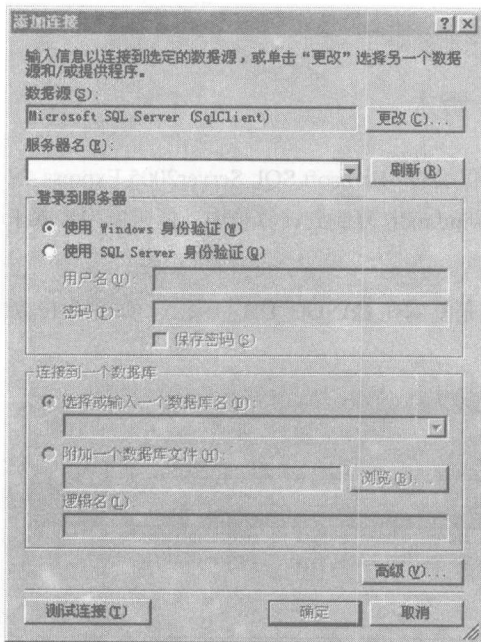 添加连接
输入信息以连接到选定的数据源，或单击“更改”选择另一个数据
源和/或提供程序。
数据源(S):
Microsoft SQL Server (SqlClient)
更改(C)...
服务器名(E):
刷新(R)
登录到服务器
使用 Windows 身份验证(W)
使用 SQL Server 身份验证(Q)
用户名(U):
密码(P):
保存密码(S)
连接到一个数据库
选择或输入一个数据库名(D):
附加一个数据库文件(H):
浏览(B)...
逻辑名(L)
高级(V)...
测试连接(T)
确定
取消